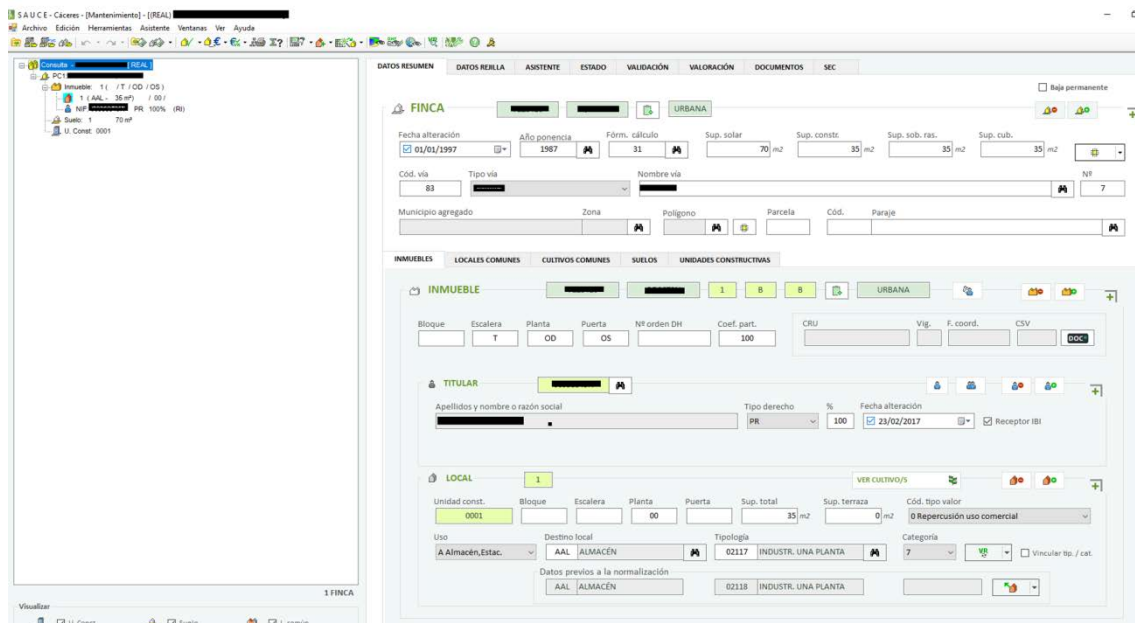 S A U C E - Cáceres - [Mantenimiento] - [(REAL)
Archivo Edición Herramientas Asistente Ventanas Ver Ayuda
Consulta - [REAL]
PC1:
Inmueble: 1 ( / T / OD / OS )
1 ( AAL - 35 m²) / 00 /
NIF PR 100% (RI)
Suelo: 1 70 m²
U. Const: 0001
1 FINCA
Visualizar
DATOS RESUMEN DATOS REJILLA ASISTENTE ESTADO VALIDACIÓN VALORACIÓN DOCUMENTOS SEC
Baja permanente
FINCA URBANA
Fecha alteración Año ponencia Fórm. cálculo Sup. solar Sup. constr. Sup. sob. ras. Sup. cub.
01/01/1997 1987 31 70 m2 35 m2 35 m2 35 m2
Cód. vía Tipo vía Nombre vía Nº
83 7
Municipio agregado Zona Polígono Parcela Cód. Paraje
INMUEBLES LOCALES COMUNES CULTIVOS COMUNES SUELOS UNIDADES CONSTRUCTIVAS
INMUEBLE 1 B B URBANA
Bloque Escalera Planta Puerta Nº orden DH Coef. part. CRU Vig. F. coord. CSV
T OD OS 100 DOC
TITULAR
Apellidos y nombre o razón social Tipo derecho % Fecha alteración
PR 100 23/02/2017 Receptor IBI
LOCAL 1 VER CULTIVO/S
Unidad const. Bloque Escalera Planta Puerta Sup. total Sup. terraza Cód. tipo valor
0001 00 35 m2 0 m2 0 Repercusión uso comercial
Uso Destino local Tipología Categoría
A Almacén,Estac. AAL ALMACÉN 02117 INDUSTR. UNA PLANTA 7 VR Vincular tip. / cat.
Datos previos a la normalización
AAL ALMACÉN 02118 INDUSTR. UNA PLANTA